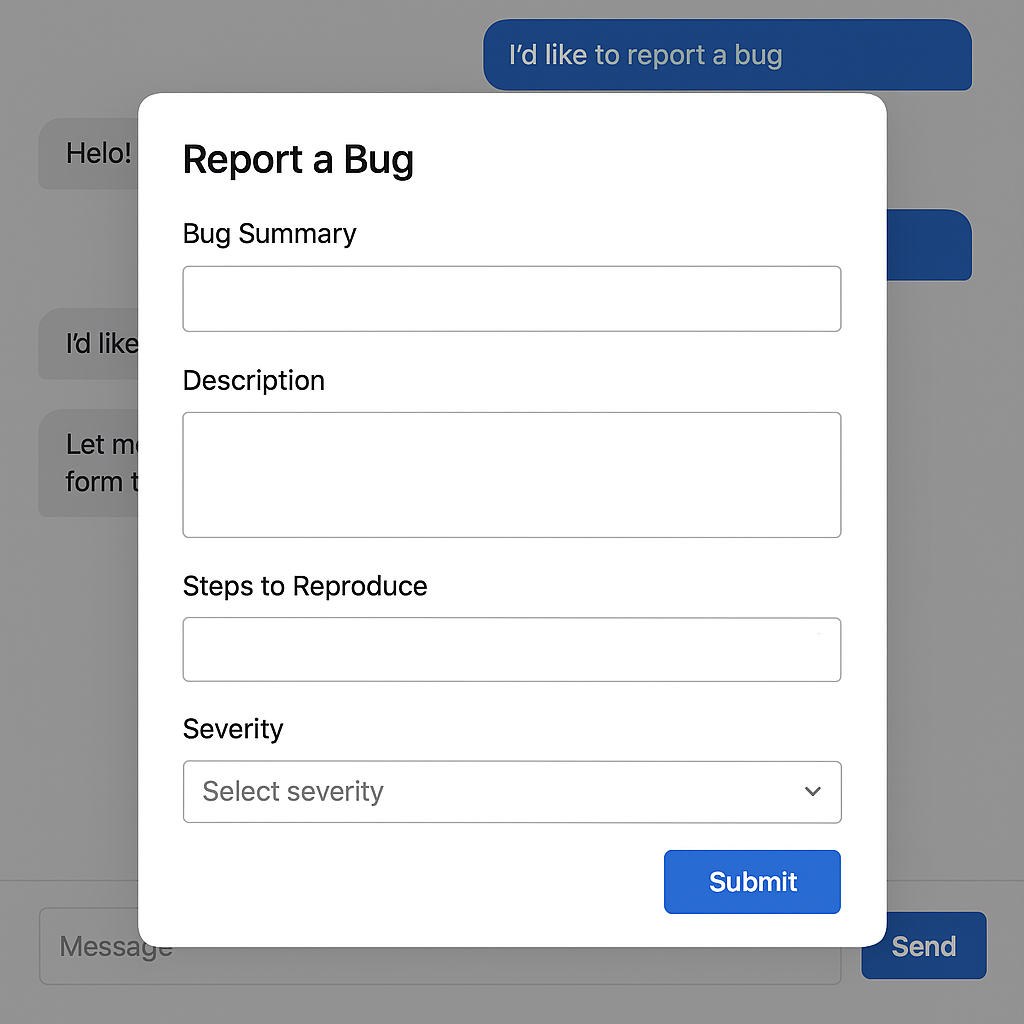 I'd like to report a bug
Helo!
Report a Bug
Bug Summary
I'd like
Description
Let
form
Steps to Reproduce
Severity
Select severity
Submit
Message
Send